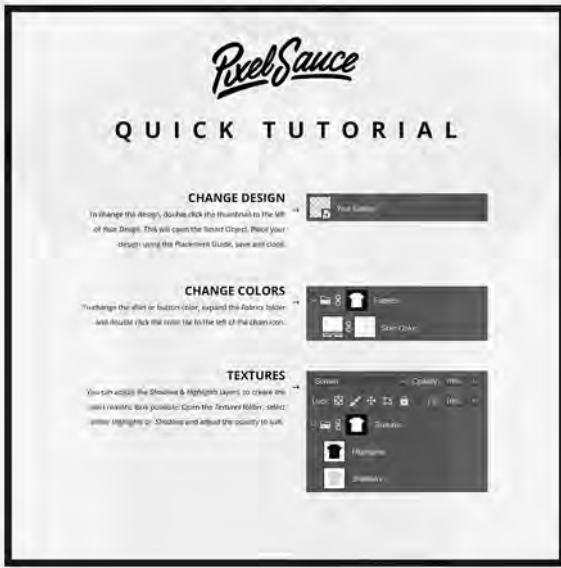 Pixel Sauce
QUICK TUTORIAL
CHANGE DESIGN
To change the design, double click the thumbnail to the left
of Your Design. This will open the Smart Object. Place your
design using the Placement Guide, save and close.
Your Design
CHANGE COLORS
To change the shirt or button color, expand the Fabrics folder
and double click the color tile to the left of the chain icon.
Shirt Color
TEXTURES
You can adjust the Shadows & Highlights layers, to create the
most realistic look possible. Open the Textures folder, select
either Highlights or Shadows and adjust the opacity to suit.
Screen
Opacity:
Lock:
Textures
Highlights
Shadows